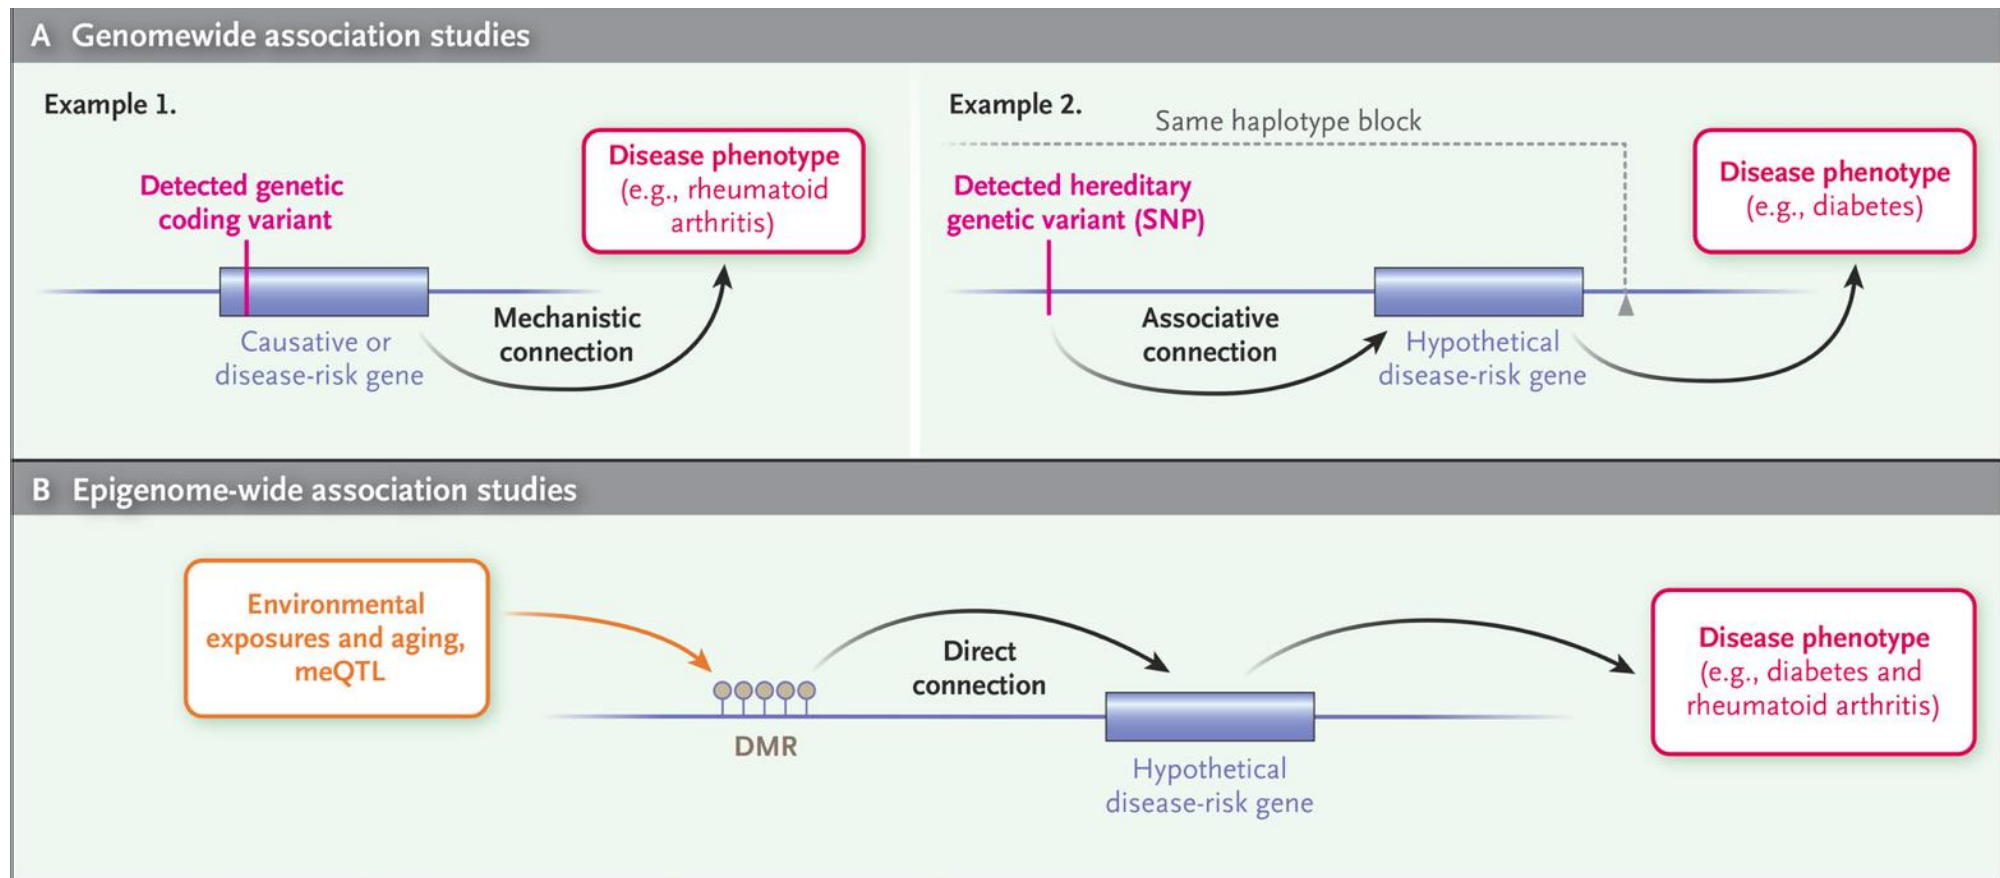 A Genomewide association studies
Example 1.
Detected genetic
coding variant
Disease phenotype
(e.g., rheumatoid
arthritis)
Causative or
disease-risk gene
Mechanistic
connection
Example 2.
Same haplotype block
Detected hereditary
genetic variant (SNP)
Disease phenotype
(e.g., diabetes)
Associative
connection
Hypothetical
disease-risk gene
B Epigenome-wide association studies
Environmental
exposures and aging,
meQTL
DMR
Direct
connection
Hypothetical
disease-risk gene
Disease phenotype
(e.g., diabetes and
rheumatoid arthritis)